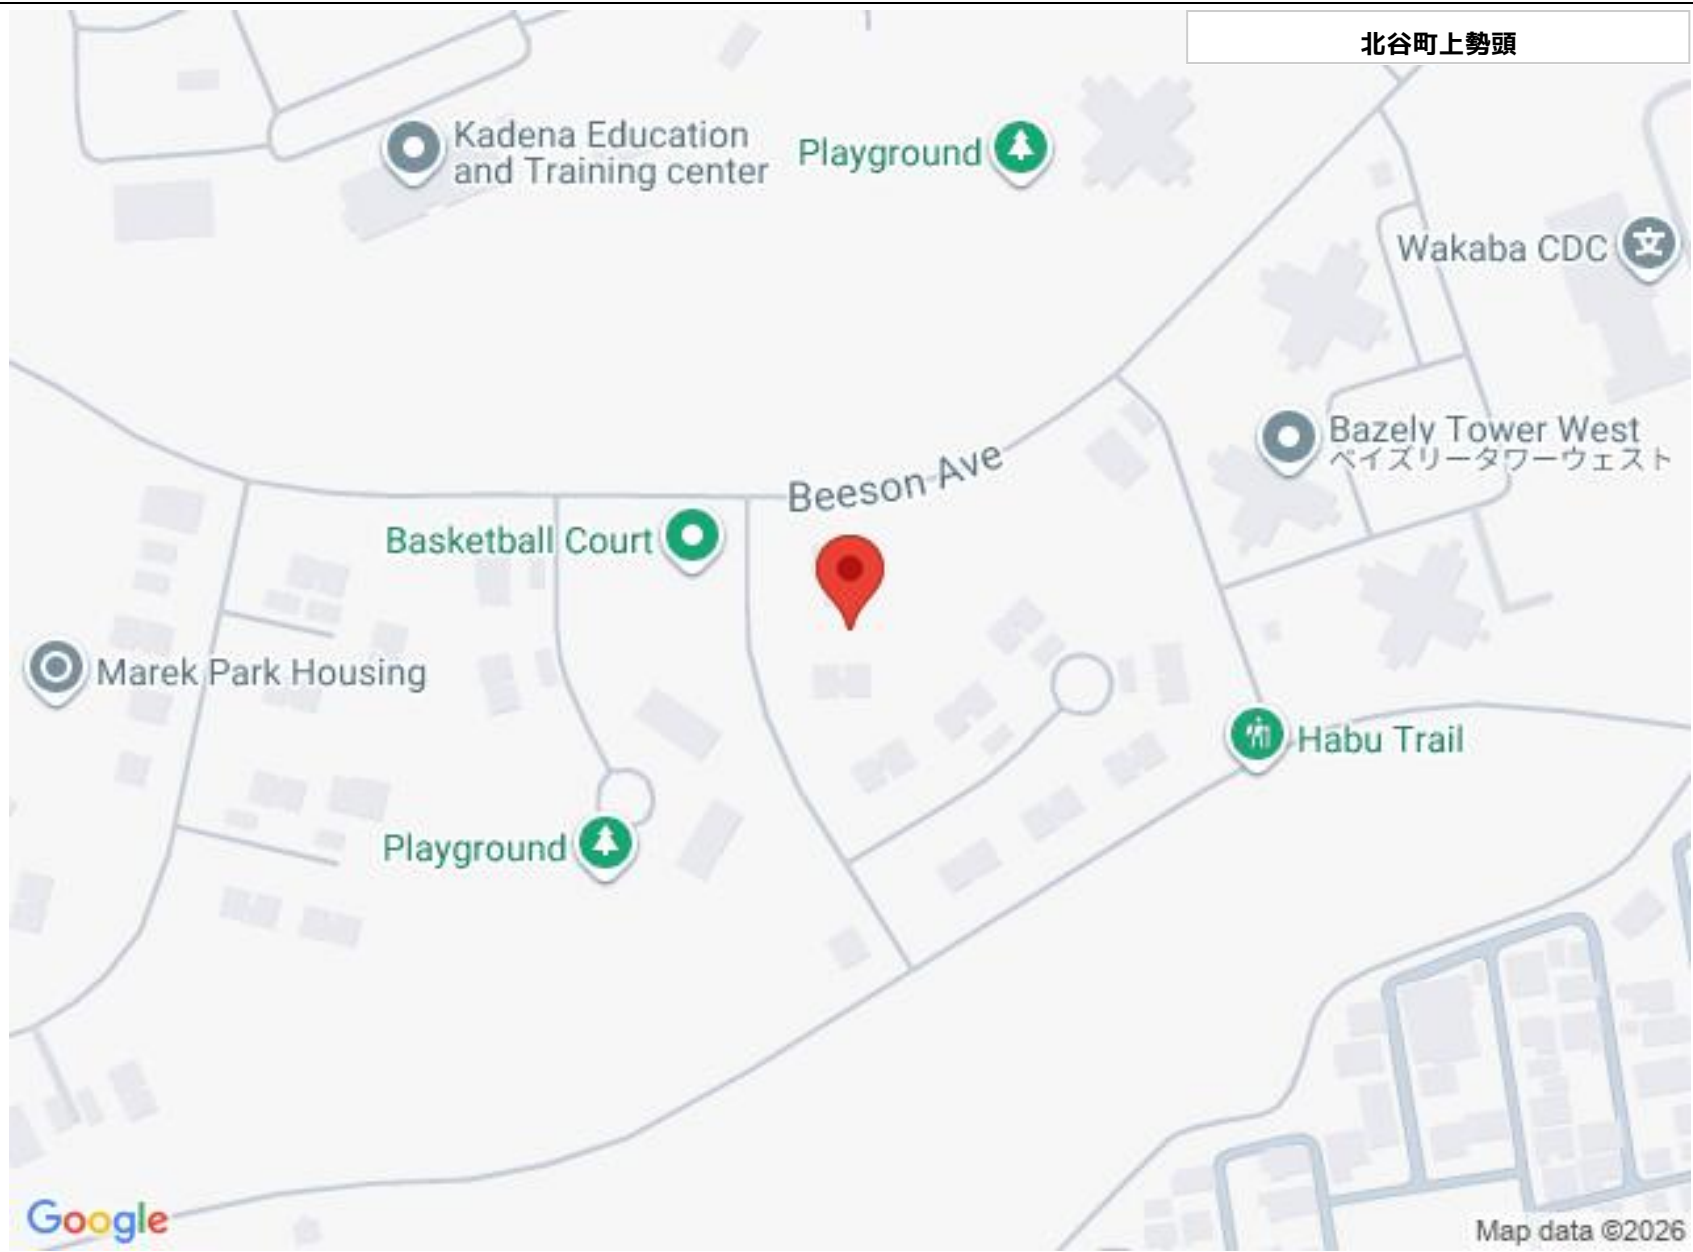 北谷町上勢頭
Kadena Education
and Training center
Playground
Wakaba CDC
Bazely Tower West
ベイズリータワーウェスト
Beeson Ave
Basketball Court
Marek Park Housing
Habu Trail
Playground
Google
Map data ©2026